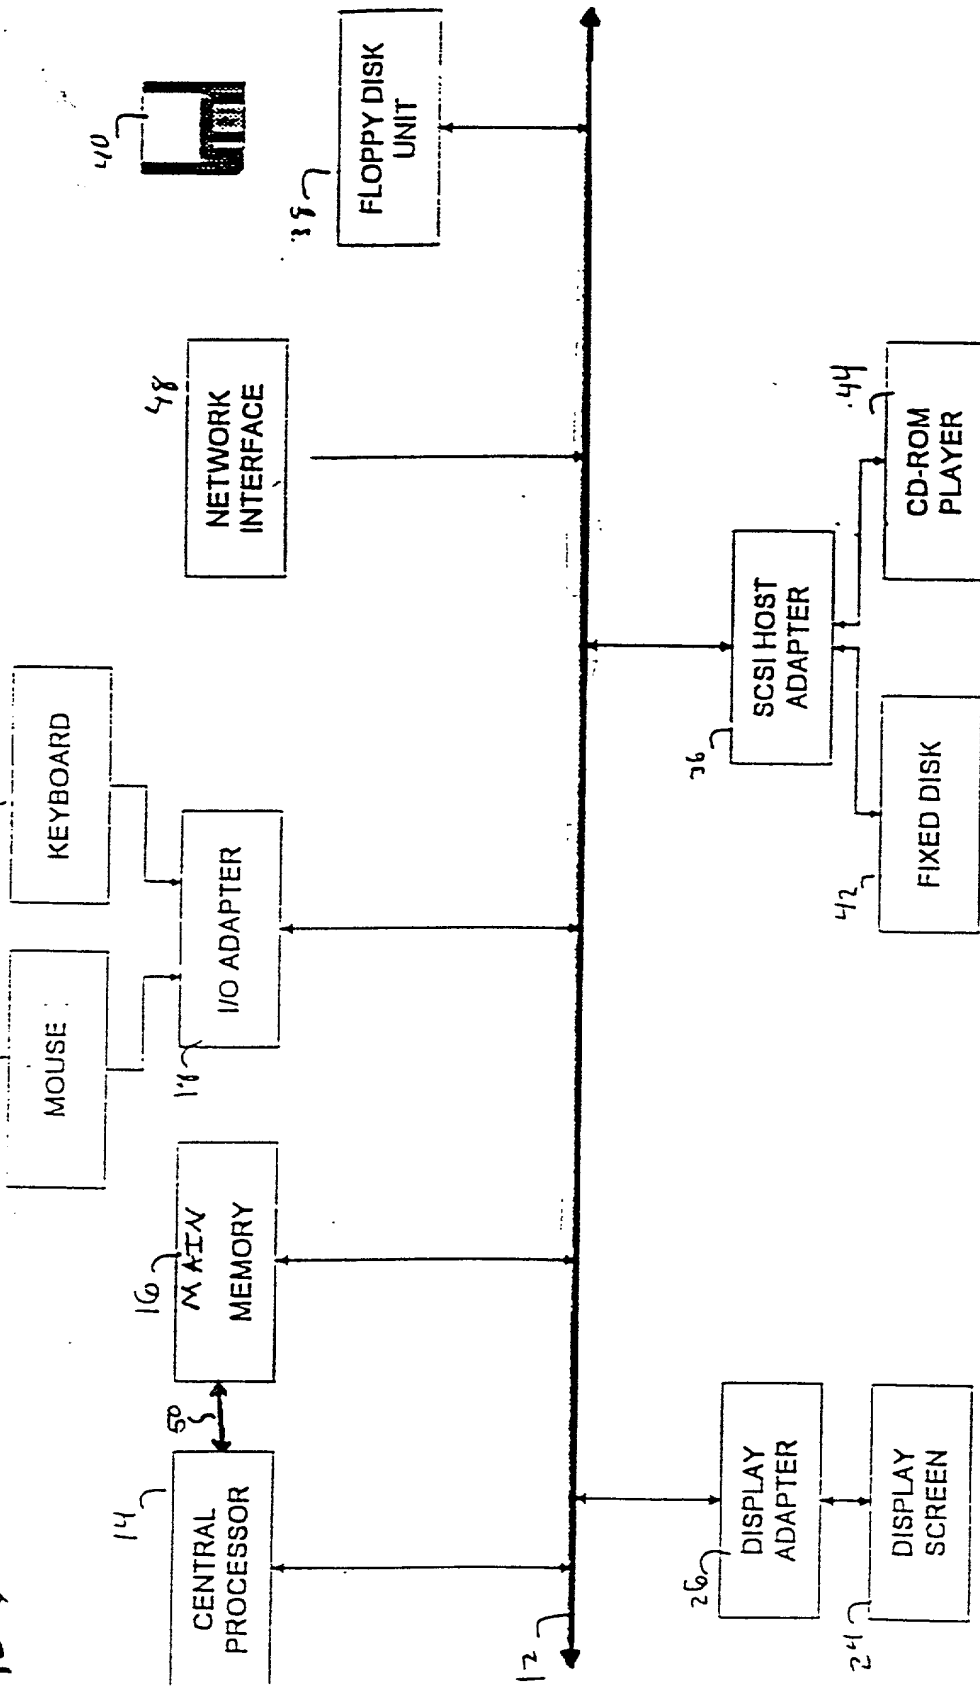 14
CENTRAL
PROCESSOR
50
16
MAIN
MEMORY
MOUSE
KEYBOARD
18
I/O ADAPTER
48
NETWORK
INTERFACE
40
38
FLOPPY DISK
UNIT
12
26
DISPLAY
ADAPTER
24
DISPLAY
SCREEN
36
SCSI HOST
ADAPTER
42
FIXED DISK
44
CD-ROM
PLAYER